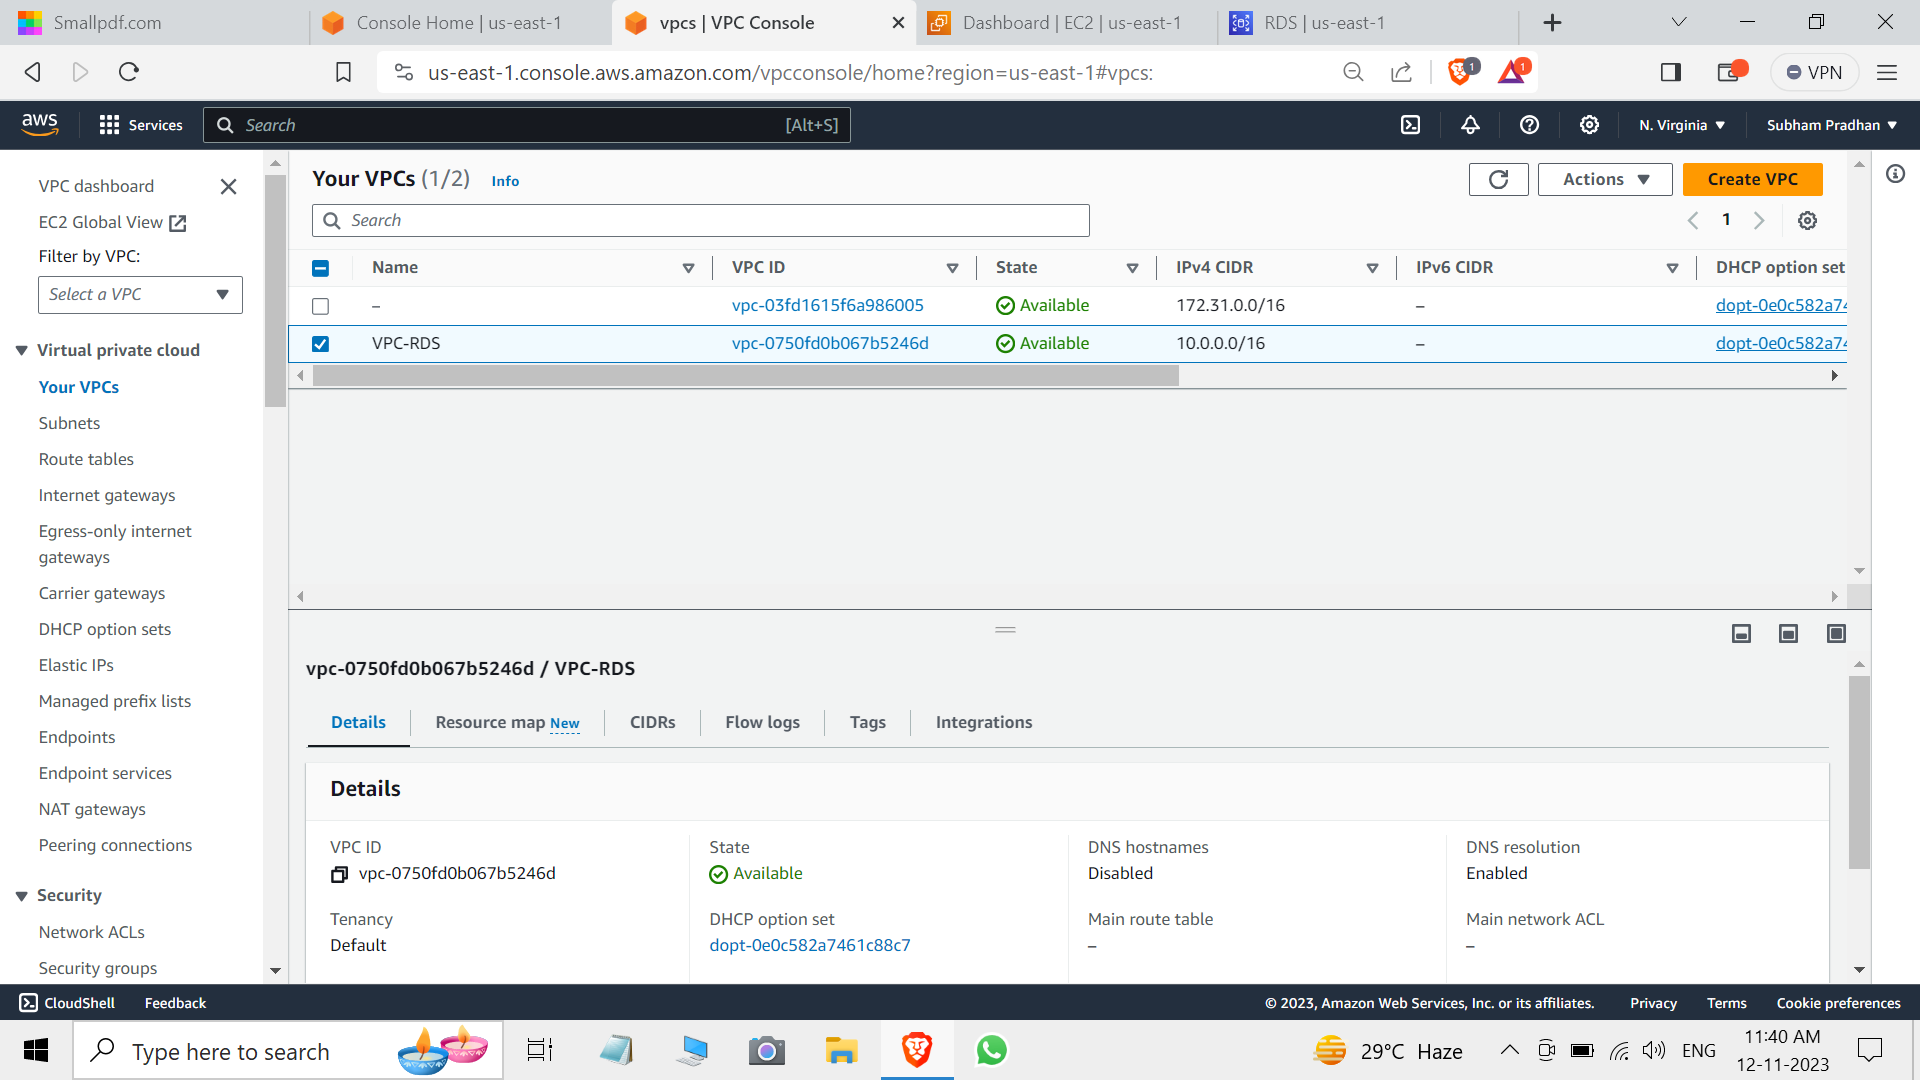 Smallpdf.com
Console Home | us-east-1
vpcs | VPC Console
Dashboard | EC2 | us-east-1
RDS | us-east-1
us-east-1.console.aws.amazon.com/vpcconsole/home?region=us-east-1#vpcs:
1
1
VPN
aws
Services
Search
[Alt+S]
N. Virginia
Subham Pradhan
VPC dashboard
EC2 Global View
Filter by VPC:
Select a VPC
Virtual private cloud
Your VPCs
Subnets
Route tables
Internet gateways
Egress-only internet
gateways
Carrier gateways
DHCP option sets
Elastic IPs
Managed prefix lists
Endpoints
Endpoint services
NAT gateways
Peering connections
Security
Network ACLs
Security groups
Your VPCs (1/2) Info
Actions
Create VPC
Search
1
Name VPC ID State IPv4 CIDR IPv6 CIDR DHCP option set
– vpc-03fd1615f6a986005 Available 172.31.0.0/16 – dopt-0e0c582a74
VPC-RDS vpc-0750fd0b067b5246d Available 10.0.0.0/16 – dopt-0e0c582a74
vpc-0750fd0b067b5246d / VPC-RDS
Details Resource map New CIDRs Flow logs Tags Integrations
Details
VPC ID
vpc-0750fd0b067b5246d
State
Available
DNS hostnames
Disabled
DNS resolution
Enabled
Tenancy
Default
DHCP option set
dopt-0e0c582a7461c88c7
Main route table
–
Main network ACL
–
CloudShell Feedback
© 2023, Amazon Web Services, Inc. or its affiliates. Privacy Terms Cookie preferences
Type here to search
29°C Haze
ENG
11:40 AM
12-11-2023